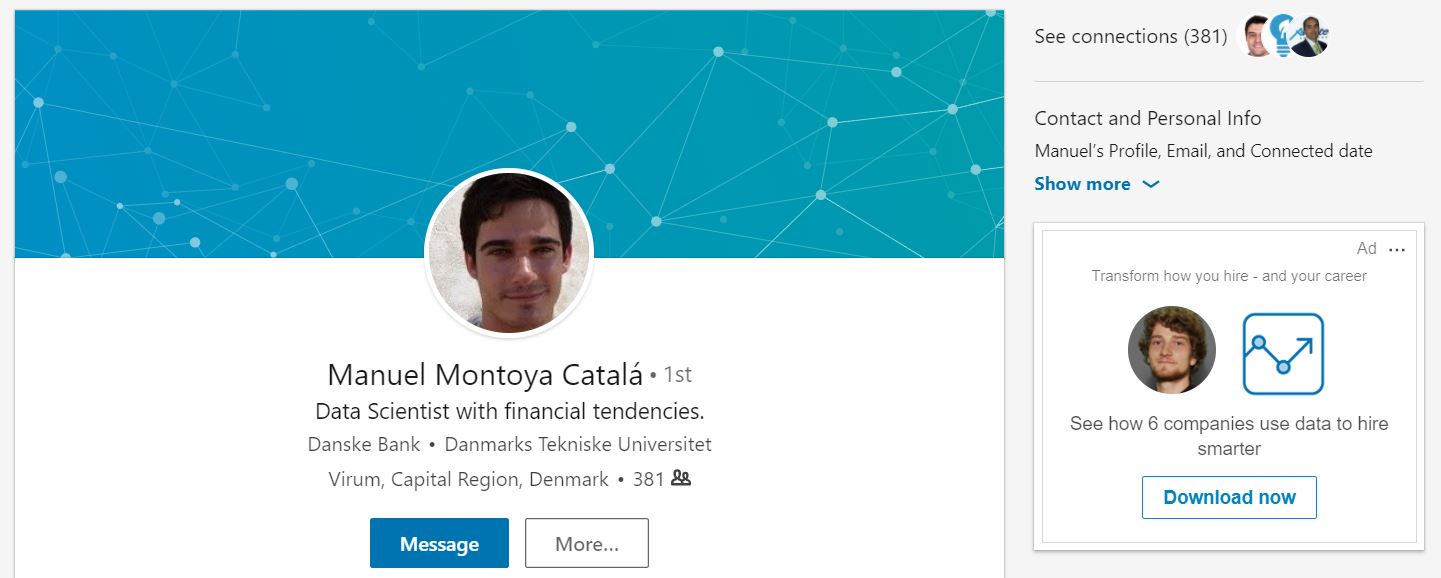 See connections (381)
Contact and Personal Info
Manuel's Profile, Email, and Connected date
Show more
Manuel Montoya Catalá • 1st
Data Scientist with financial tendencies.
Danske Bank • Danmarks Tekniske Universitet
Virum, Capital Region, Denmark • 381
Message
More...
Ad ...
Transform how you hire - and your career
See how 6 companies use data to hire
smarter
Download now